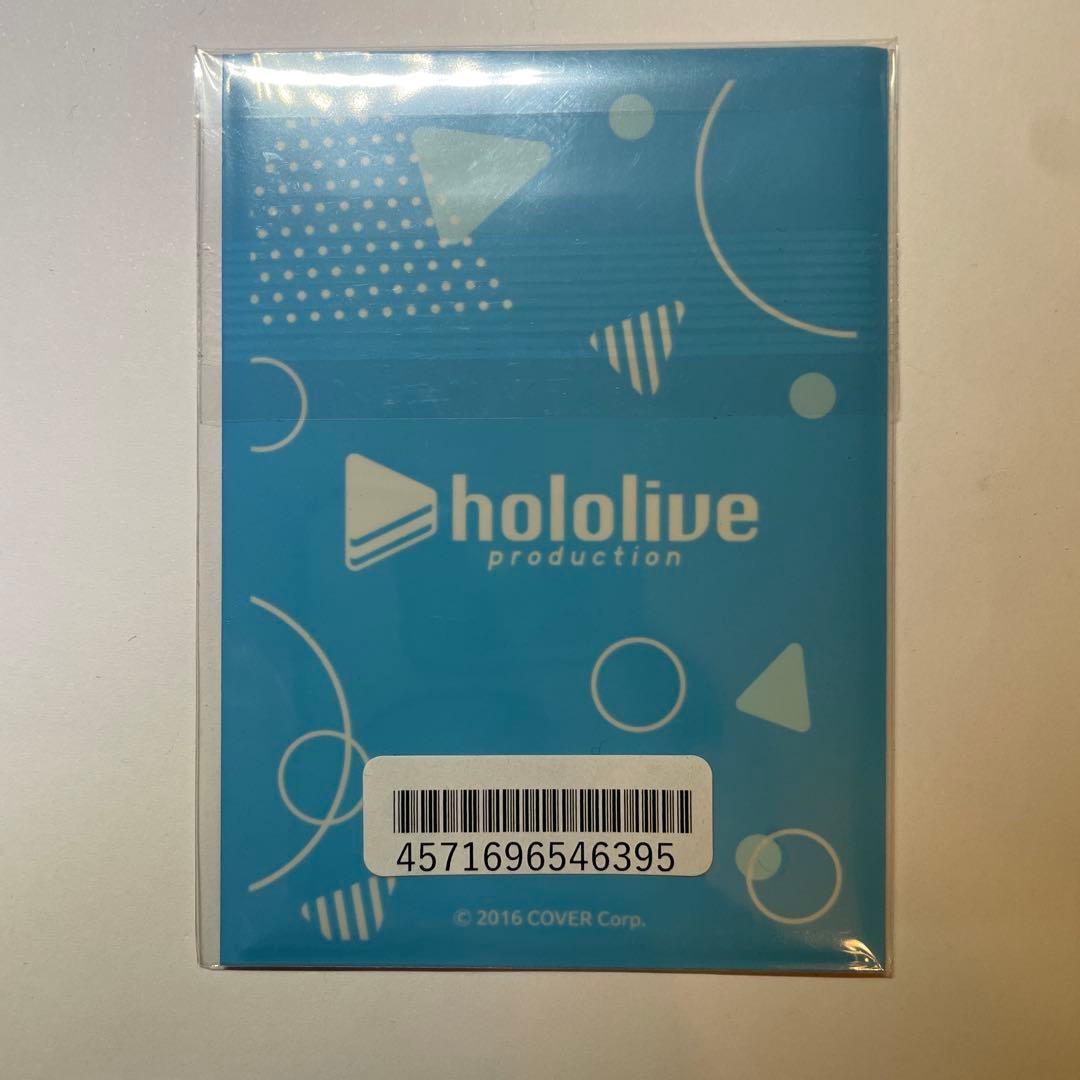 hololive
production
4571696546395
© 2016 COVER Corp.